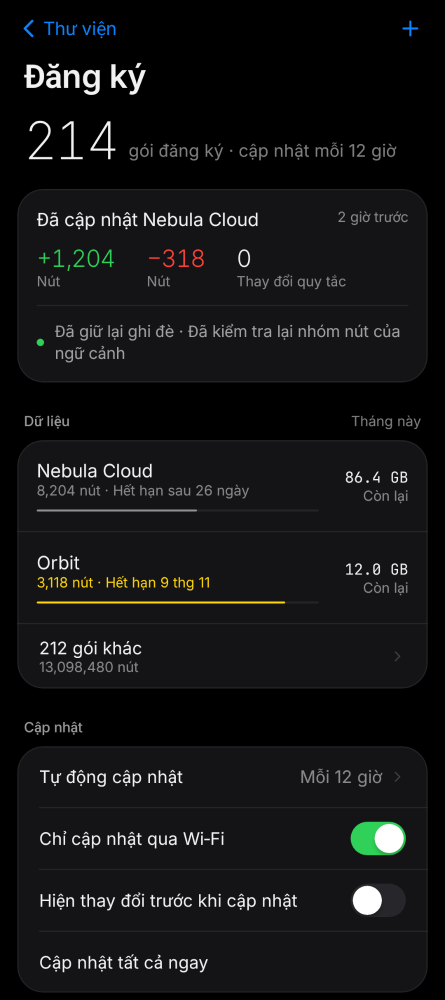 Thư viện
Đăng ký
214 gói đăng ký · cập nhật mỗi 12 giờ
Đã cập nhật Nebula Cloud 2 giờ trước
+1,204 −318 0
Nút Nút Thay đổi quy tắc
Đã giữ lại ghi đè · Đã kiểm tra lại nhóm nút của
ngữ cảnh
Dữ liệu Tháng này
Nebula Cloud 86.4 GB
8,204 nút · Hết hạn sau 26 ngày Còn lại
Orbit 12.0 GB
3,118 nút · Hết hạn 9 thg 11 Còn lại
212 gói khác
13,098,480 nút
Cập nhật
Tự động cập nhật Mỗi 12 giờ
Chỉ cập nhật qua Wi-Fi
Hiện thay đổi trước khi cập nhật
Cập nhật tất cả ngay